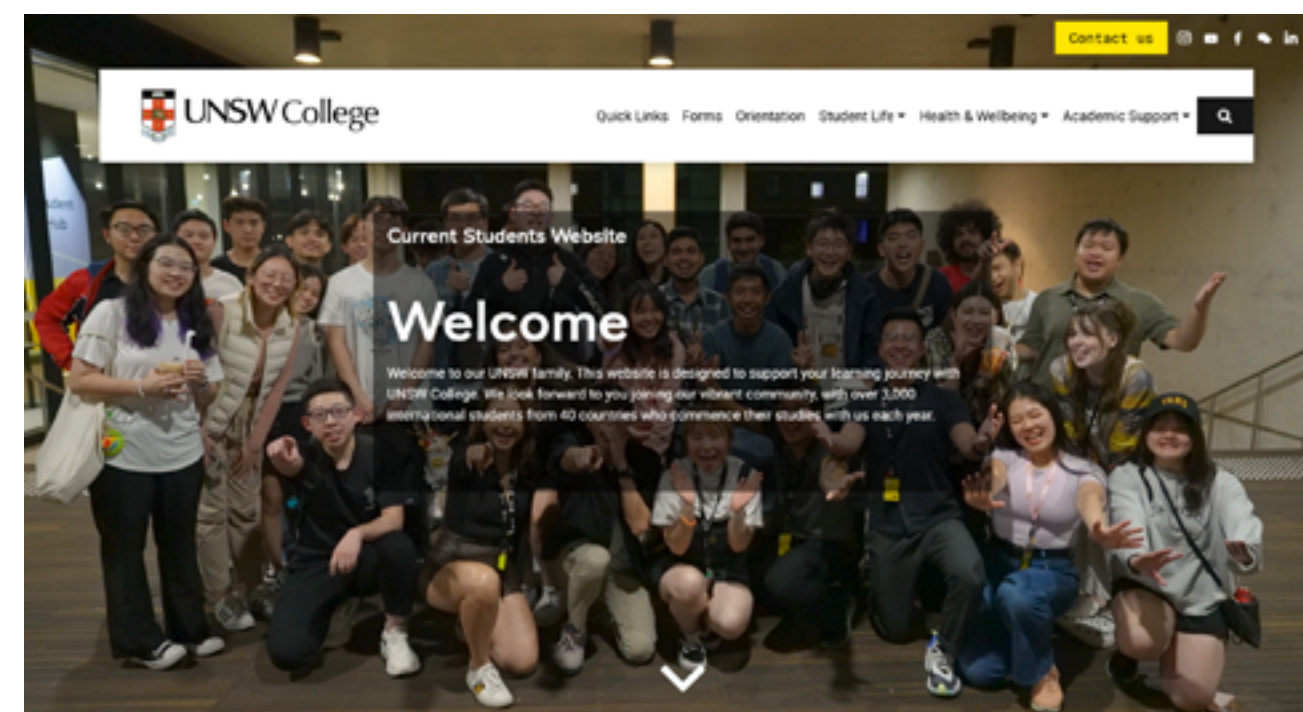 Contact us
UNSW College
Quick Links Forms Orientation Student Life Health & Wellbeing Academic Support
Current Students Website
Welcome
Welcome to our UNSW family. This website is designed to support your learning journey with
UNSW College. We look forward to you joining our vibrant community, with over 3,000
international students from 40 countries who commence their studies with us each year.